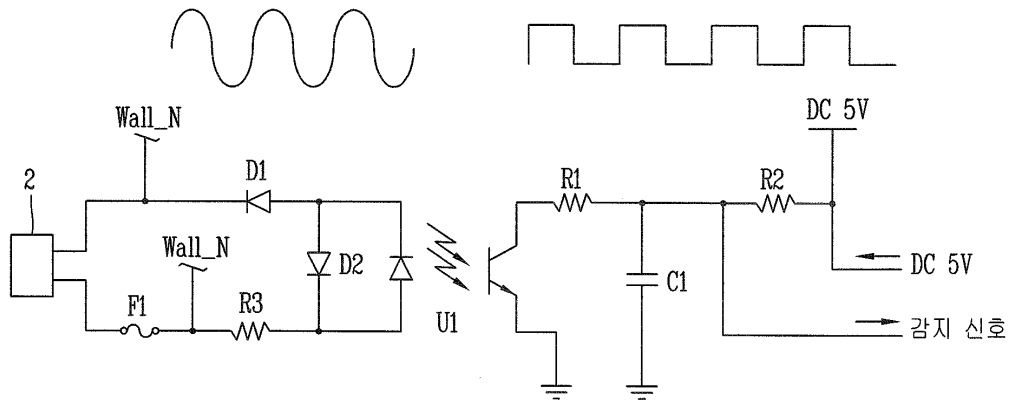 Wall_N
DC 5V
2
D1
R1
R2
Wall_N
D2
DC 5V
F1
R3
U1
C1
감지 신호